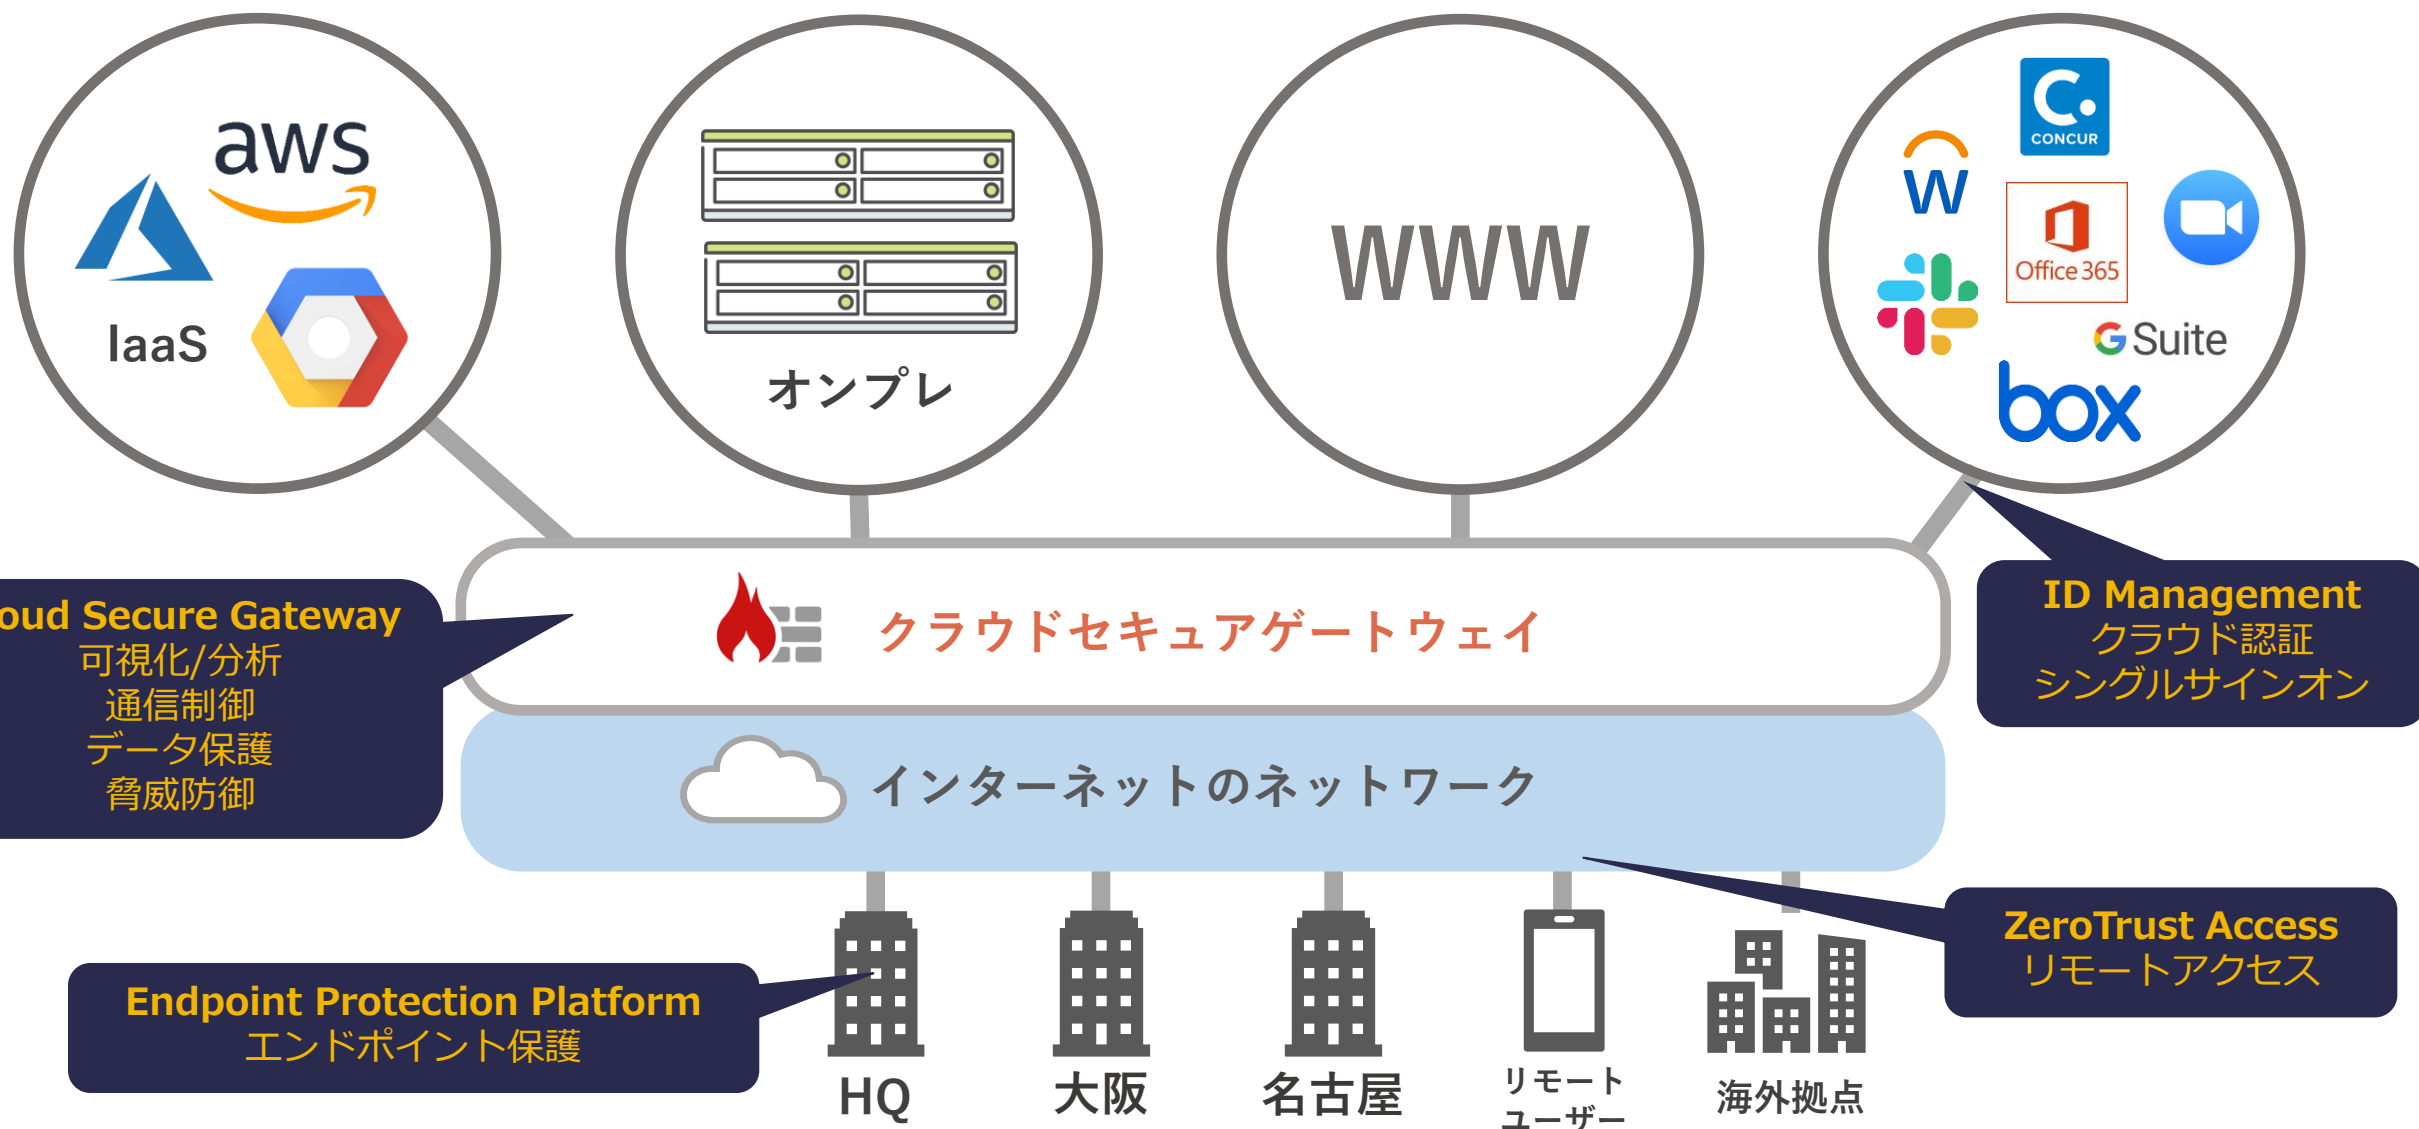 aws
IaaS
オンプレ
WWW
CONCUR
Office 365
G Suite
box
クラウドセキュアゲートウェイ
oud Secure Gateway
可視化/分析
通信制御
データ保護
脅威防御
ID Management
クラウド認証
シングルサインオン
インターネットのネットワーク
ZeroTrust Access
リモートアクセス
Endpoint Protection Platform
エンドポイント保護
HQ
大阪
名古屋
リモート
ユーザー
海外拠点